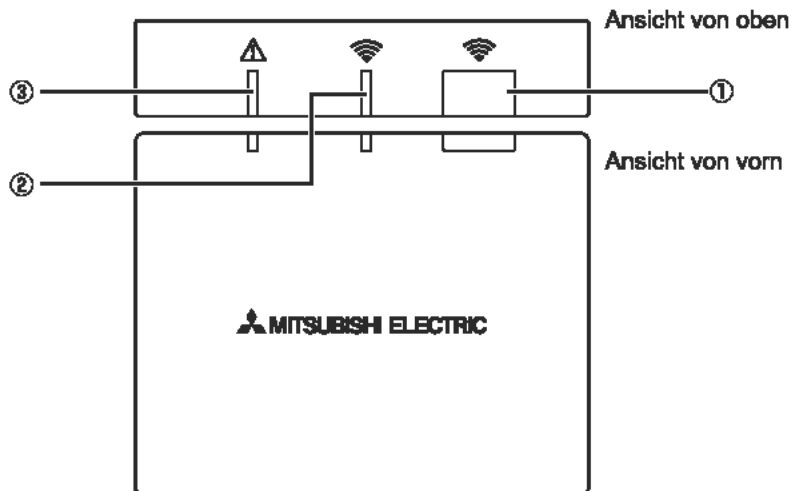 Ansicht von oben
③
①
②
Ansicht von vorn
MITSUBISHI ELECTRIC